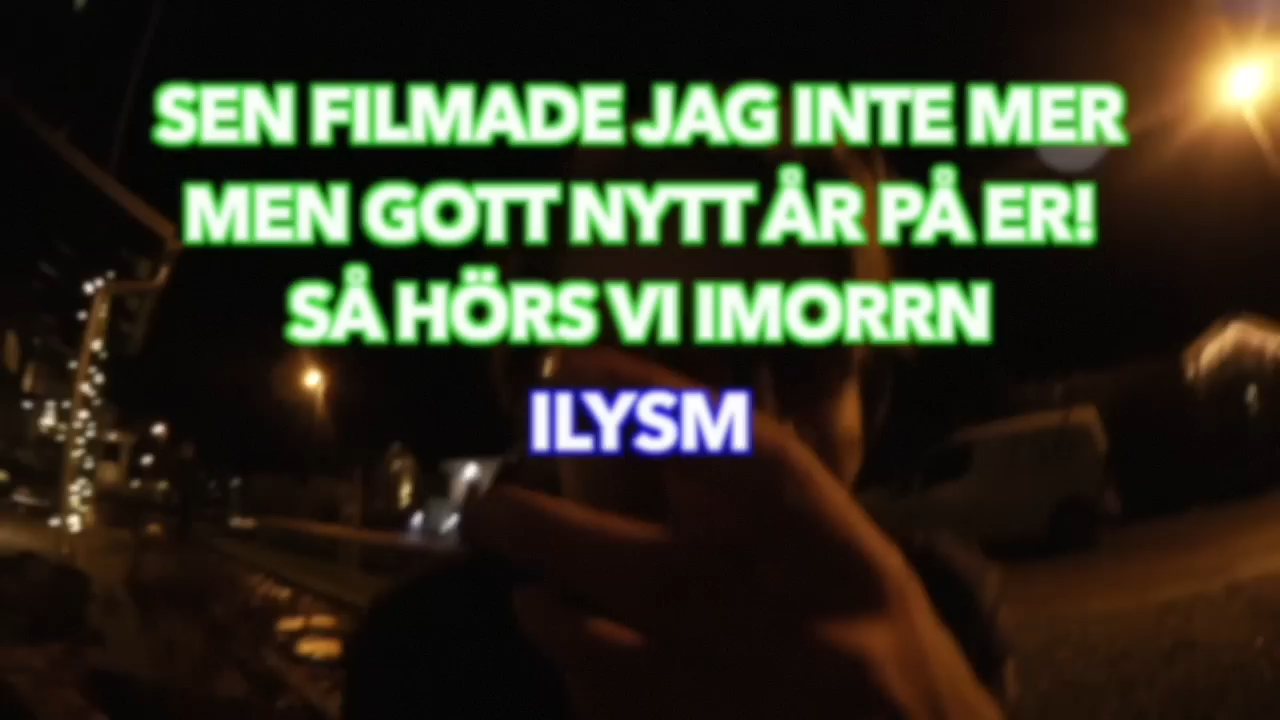 SEN FILMADE JAG INTE MER
MEN GOTT NYTT ÅR PÅ ER!
SÅ HÖRS VI IMORRN
ILYSM